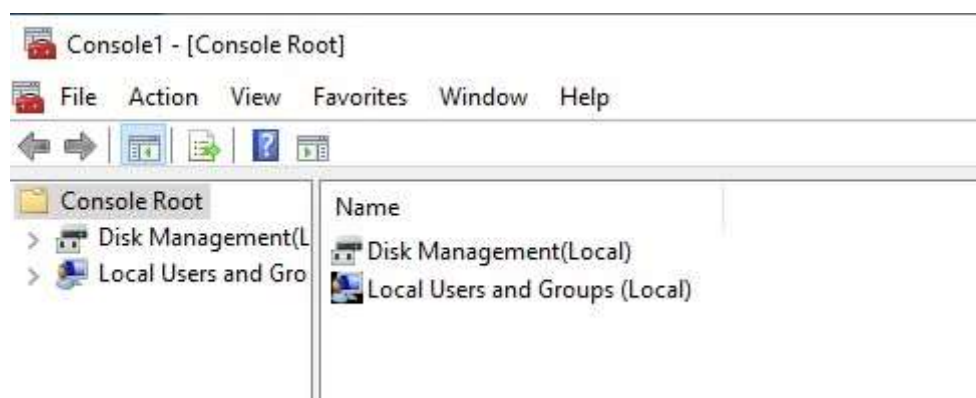 Console1 - [Console Root]
File Action View Favorites Window Help
Console Root
Disk Management(L
Local Users and Gro
Name
Disk Management(Local)
Local Users and Groups (Local)